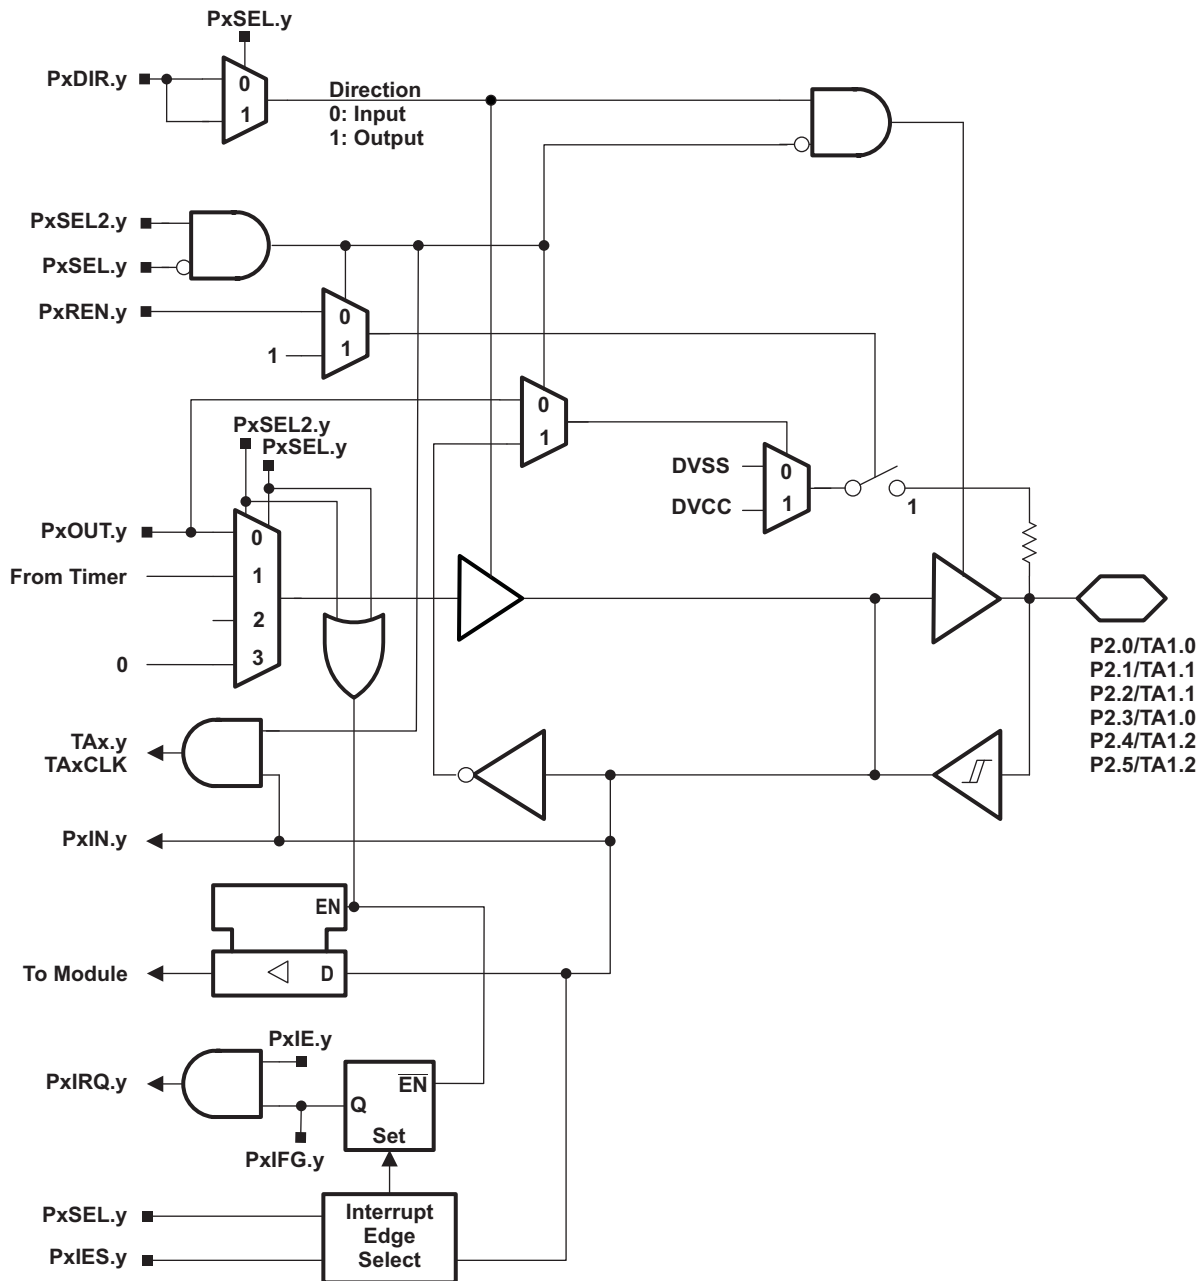 PxSEL.y
PxDIR.y
0
1
Direction
0: Input
1: Output
PxSEL2.y
PxSEL.y
PxREN.y
0
1
1
0
1
PxSEL2.y
PxSEL.y
DVSS
DVCC
0
1
1
PxOUT.y
From Timer
0
1
2
3
0
P2.0/TA1.0
P2.1/TA1.1
P2.2/TA1.1
P2.3/TA1.0
P2.4/TA1.2
P2.5/TA1.2
TAx.y
TAxCLK
PxIN.y
EN
D
To Module
PxIE.y
PxIRQ.y
EN
Q
Set
PxIFG.y
PxSEL.y
PxIES.y
Interrupt
Edge
Select